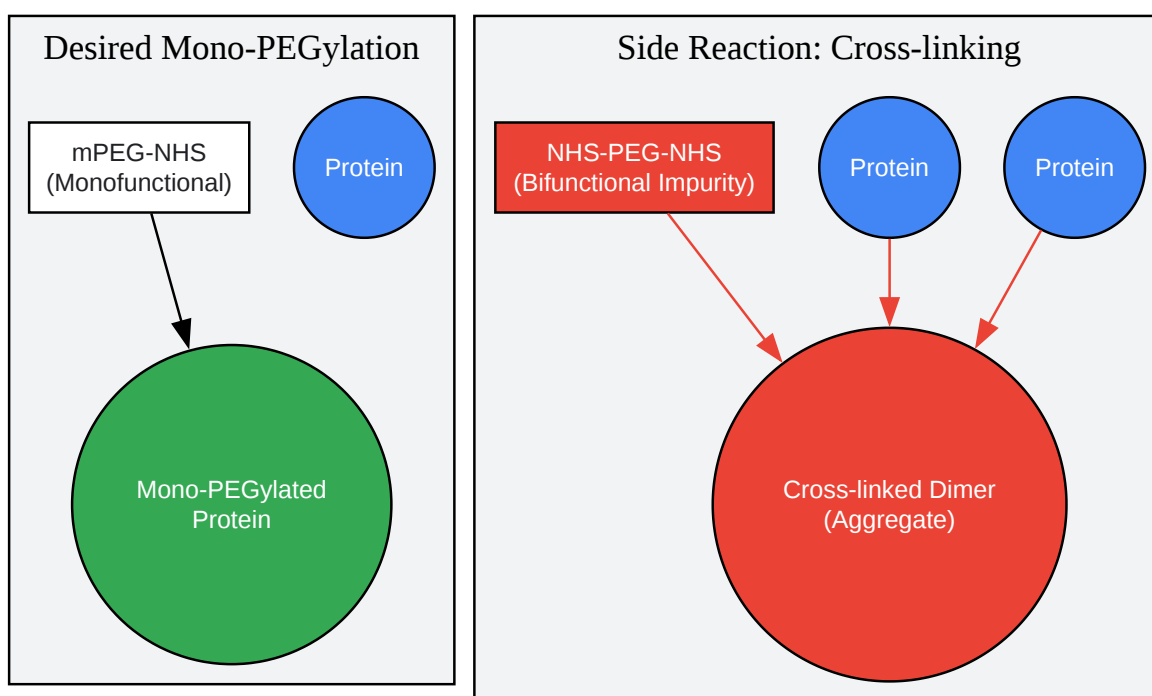 Desired Mono-PEGylation
mPEG-NHS
(Monofunctional)
Protein
Mono-PEGylated
Protein
Side Reaction: Cross-linking
NHS-PEG-NHS
(Bifunctional Impurity)
Protein
Protein
Cross-linked Dimer
(Aggregate)